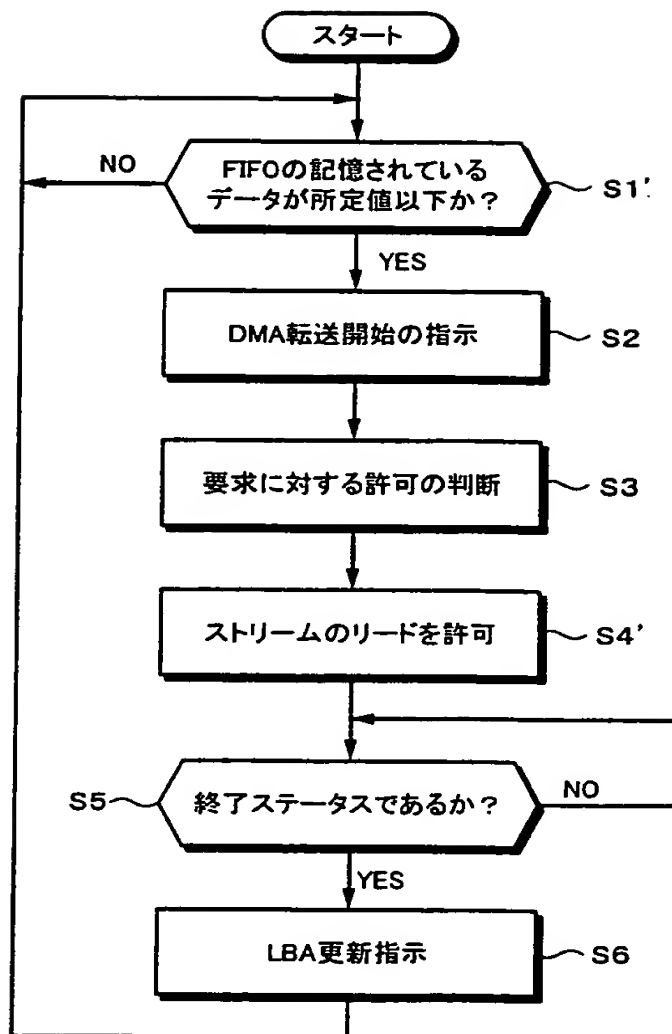 スタート
NO
FIFOの記憶されている
データが所定値以下か？
S1'
YES
DMA転送開始の指示
S2
要求に対する許可の判断
S3
ストリームのリードを許可
S4'
S5
終了ステータスであるか？
NO
YES
LBA更新指示
S6